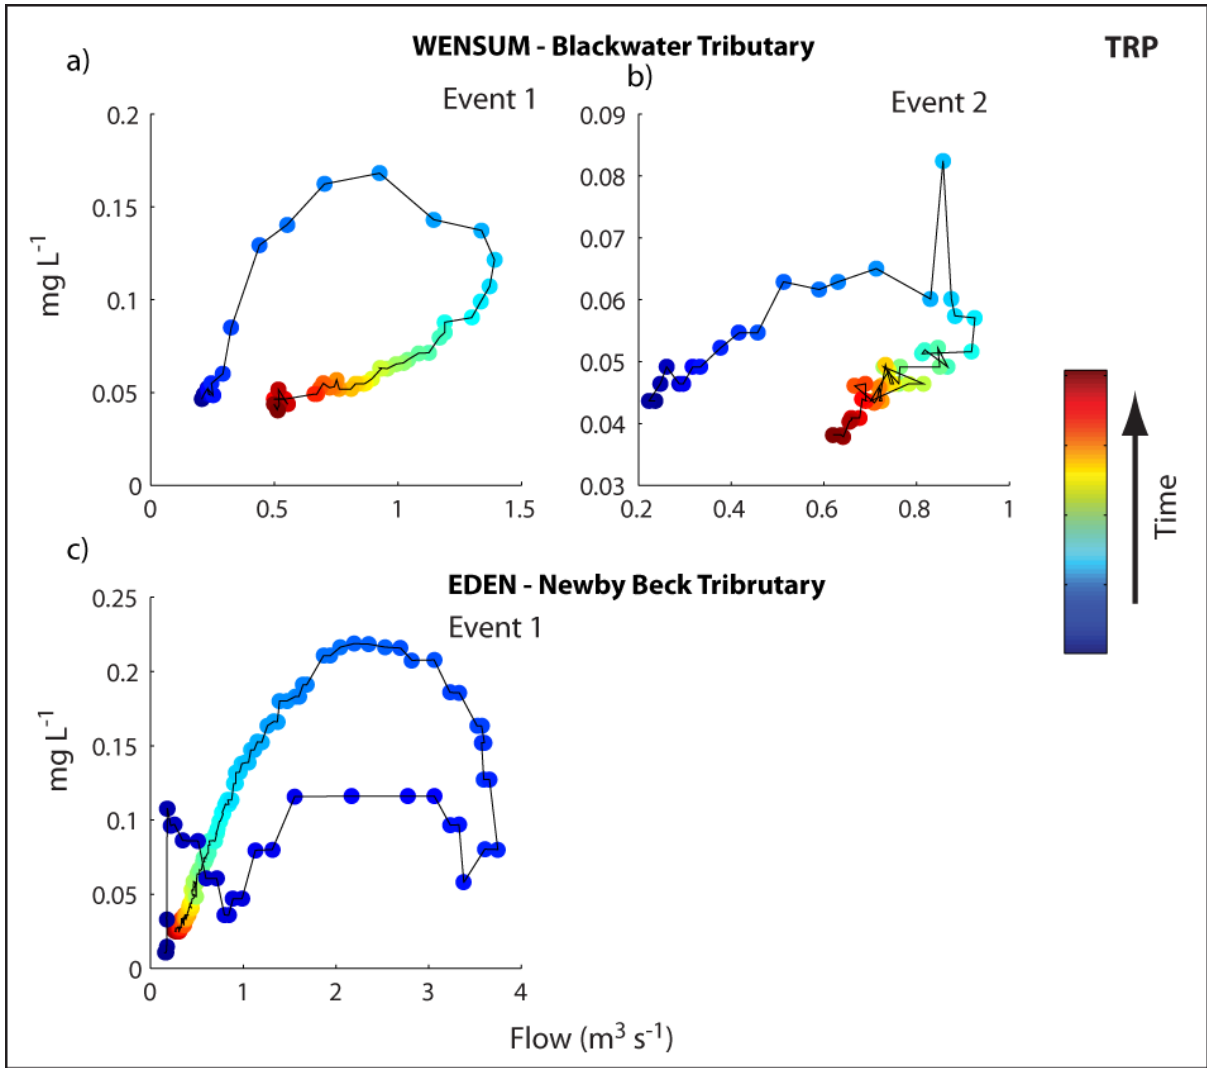 WENSUM - Blackwater Tributary
TRP
a)
Event 1
b)
Event 2
0.2
0.15
0.1
0.05
0
0
0.5
1
1.5
mg L⁻¹
0.09
0.08
0.07
0.06
0.05
0.04
0.03
0.2
0.4
0.6
0.8
1
Time
c)
EDEN - Newby Beck Tribrutary
Event 1
0.25
0.2
0.15
0.1
0.05
0
0
1
2
3
4
mg L⁻¹
Flow (m³ s⁻¹)